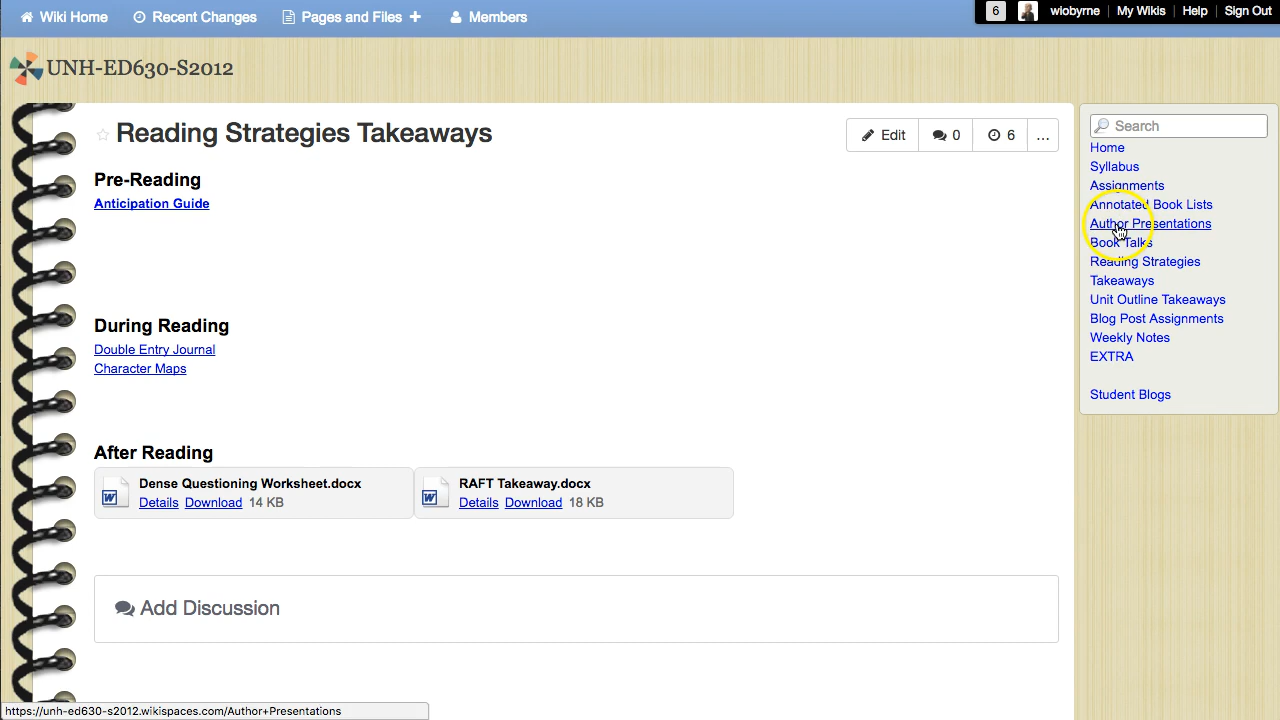 Wiki Home Recent Changes Pages and Files + Members
6 wiobyrne My Wikis Help Sign Out
UNH-ED630-S2012
Reading Strategies Takeaways
Edit 0 6 ...
Pre-Reading
Anticipation Guide
During Reading
Double Entry Journal
Character Maps
After Reading
Dense Questioning Worksheet.docx
Details Download 14 KB
RAFT Takeaway.docx
Details Download 18 KB
Add Discussion
Search
Home
Syllabus
Assignments
Annotated Book Lists
Author Presentations
Book Talks
Reading Strategies
Takeaways
Unit Outline Takeaways
Blog Post Assignments
Weekly Notes
EXTRA
Student Blogs
https://unh-ed630-s2012.wikispaces.com/Author+Presentations